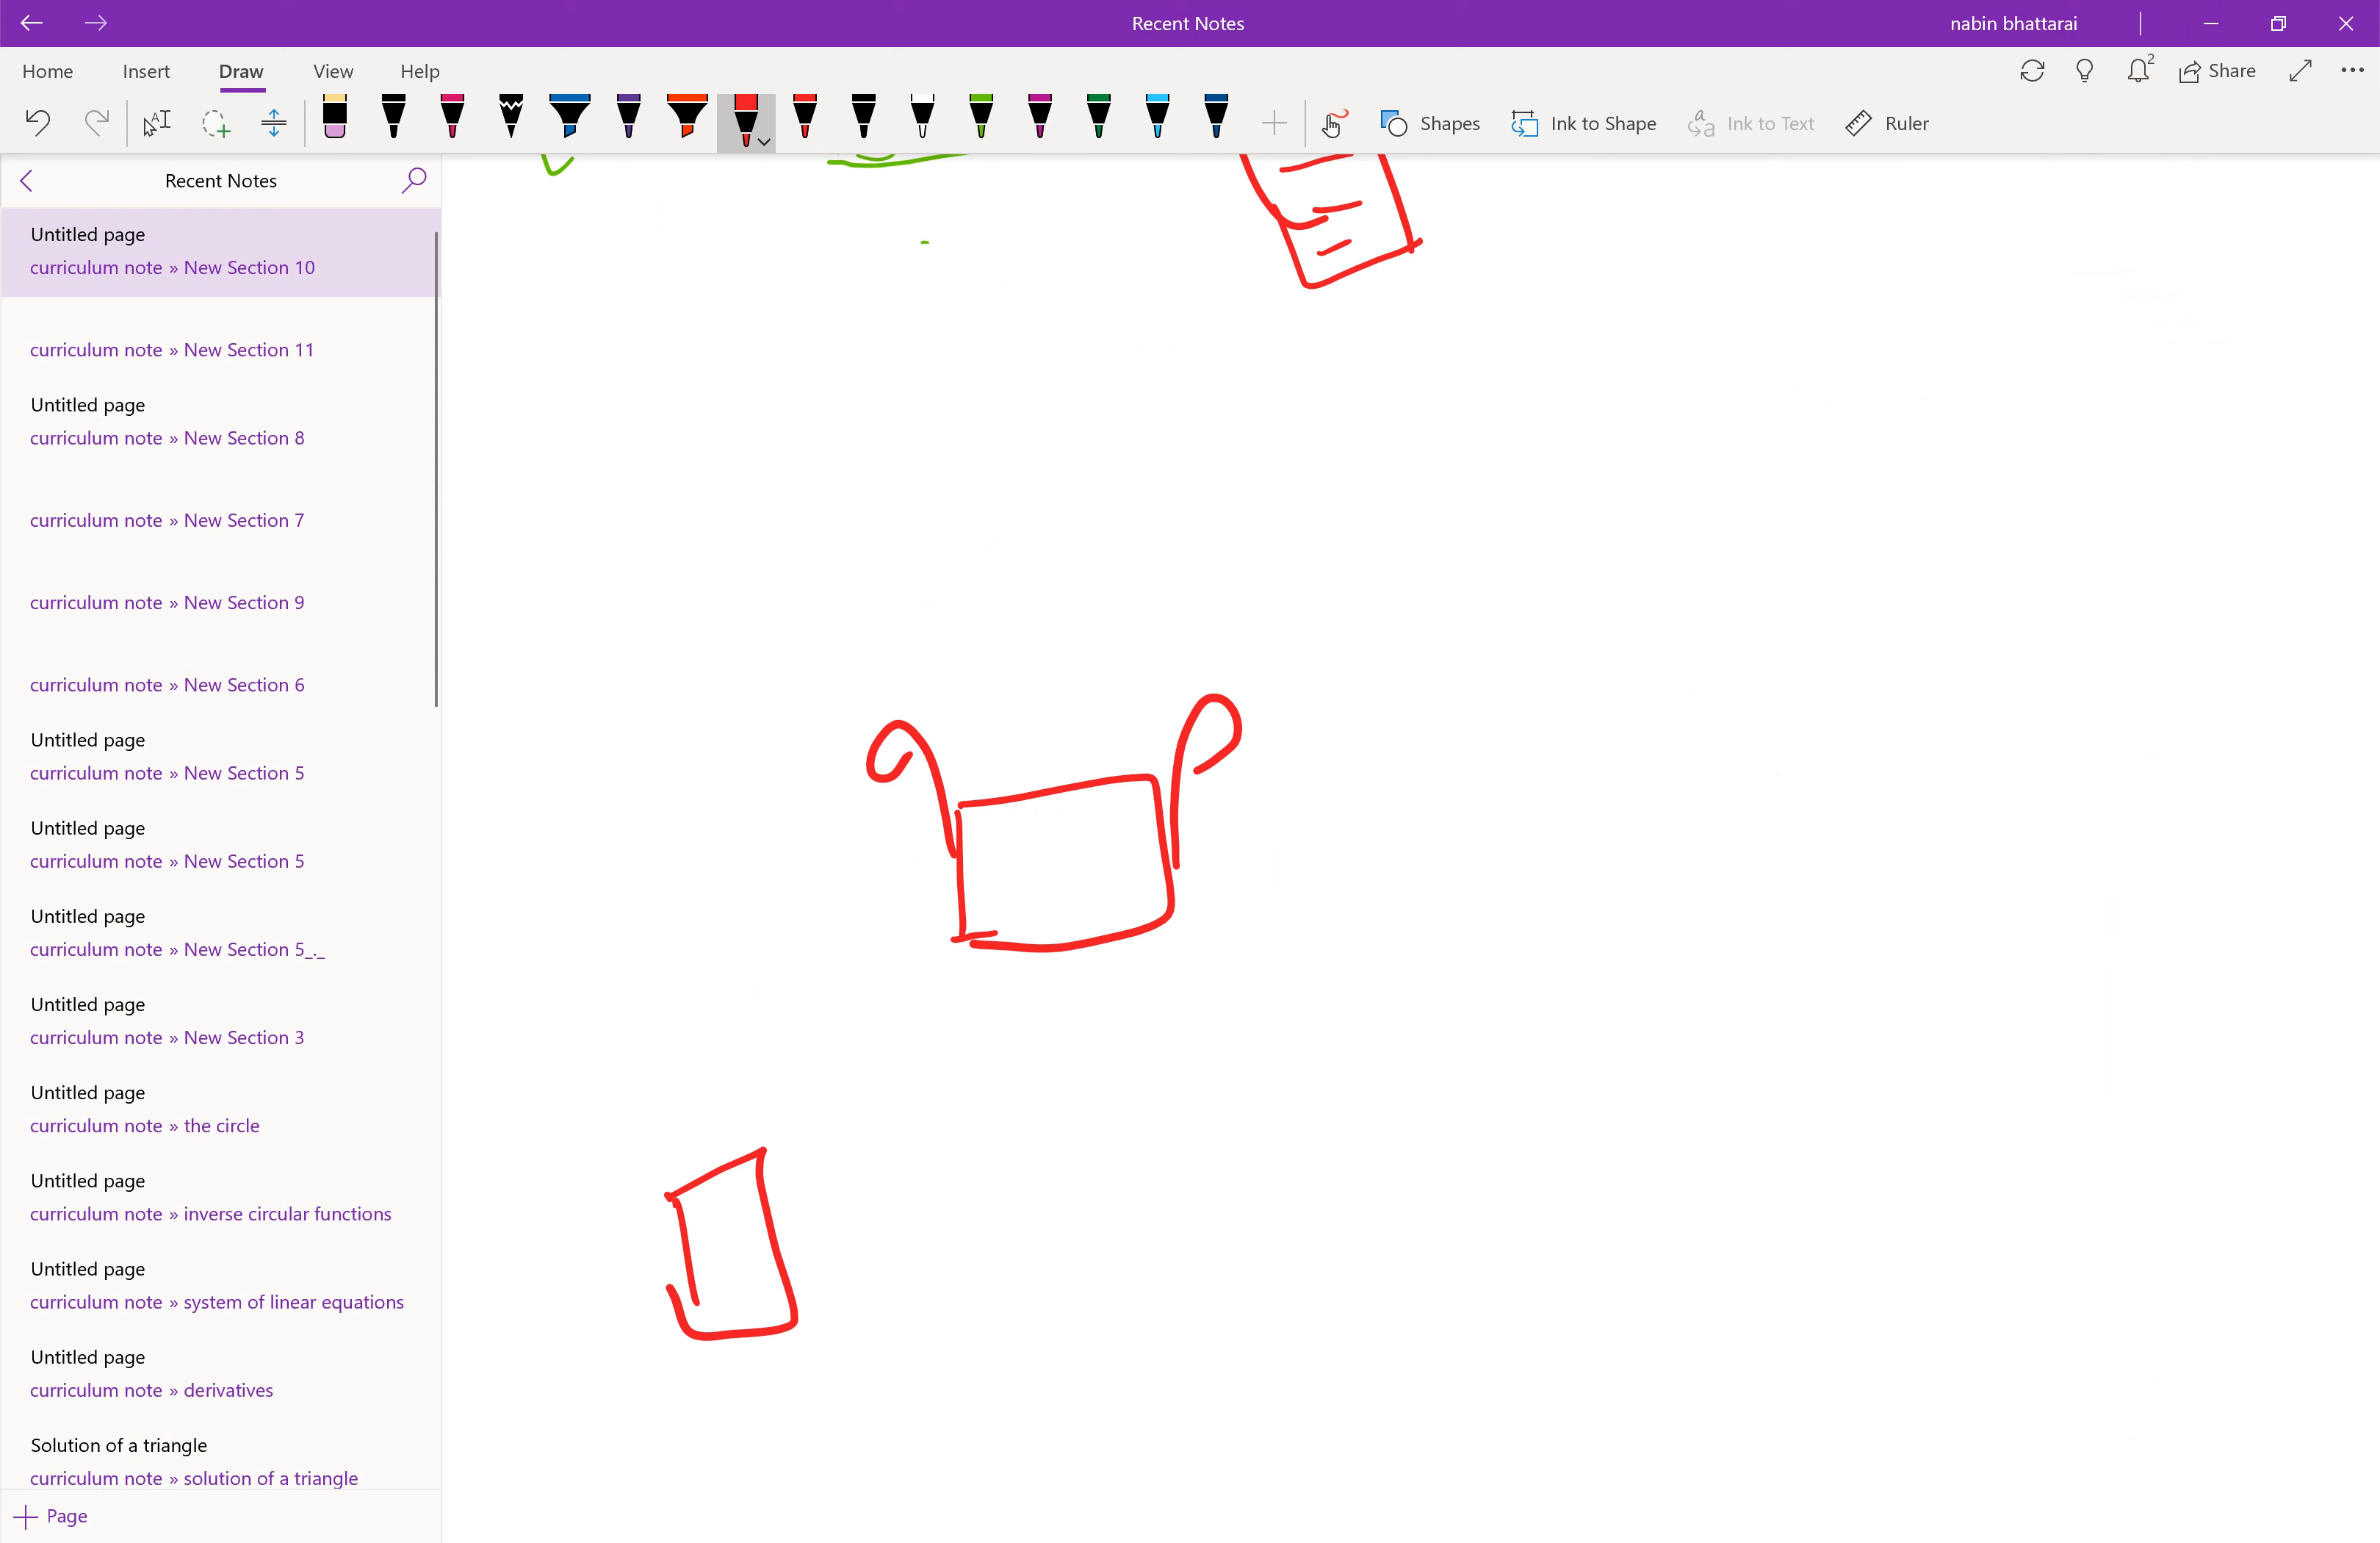 Recent Notes
nabin bhattarai
Home Insert Draw View Help
2 Share
Shapes Ink to Shape Ink to Text Ruler
Recent Notes
Untitled page
curriculum note » New Section 10
curriculum note » New Section 11
Untitled page
curriculum note » New Section 8
curriculum note » New Section 7
curriculum note » New Section 9
curriculum note » New Section 6
Untitled page
curriculum note » New Section 5
Untitled page
curriculum note » New Section 5
Untitled page
curriculum note » New Section 5_._
Untitled page
curriculum note » New Section 3
Untitled page
curriculum note » the circle
Untitled page
curriculum note » inverse circular functions
Untitled page
curriculum note » system of linear equations
Untitled page
curriculum note » derivatives
Solution of a triangle
curriculum note » solution of a triangle
Page